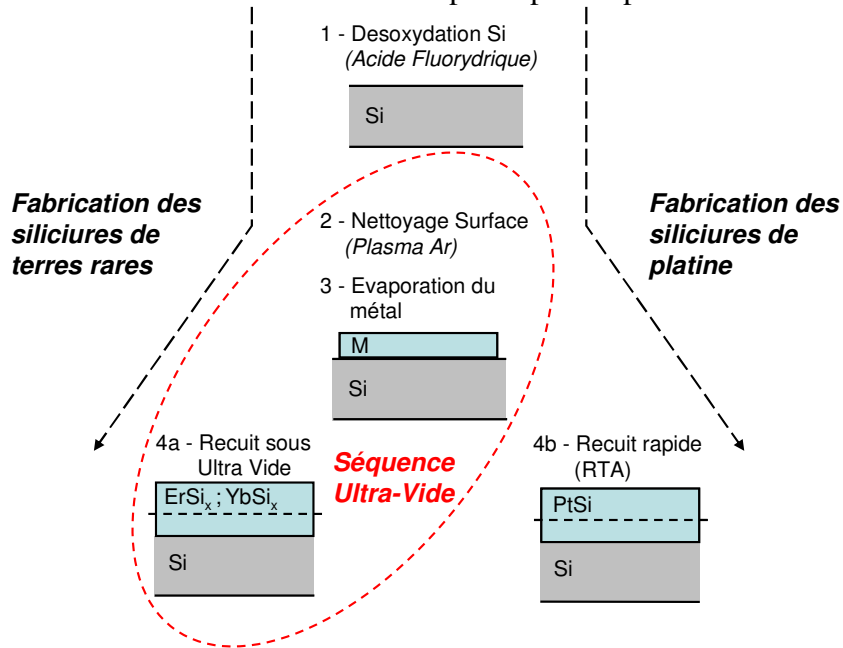 1 - Desoxydation Si
(Acide Fluorydrique)
Si
Fabrication des
siliciures de
terres rares
2 - Nettoyage Surface
(Plasma Ar)
Fabrication des
siliciures de
platine
3 - Evaporation du
métal
M
Si
4a - Recuit sous
Ultra Vide
ErSix ; YbSix
Si
Séquence
Ultra-Vide
4b - Recuit rapide
(RTA)
PtSi
Si